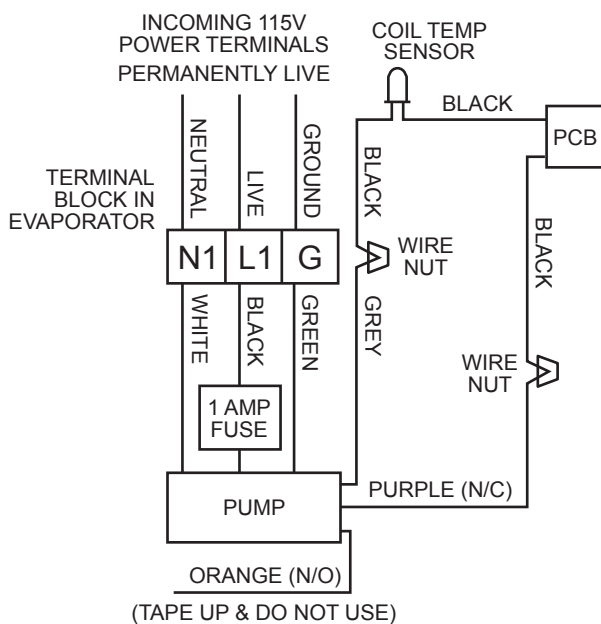 INCOMING 115V
POWER TERMINALS
PERMANENTLY LIVE
COIL TEMP
SENSOR
BLACK
PCB
NEUTRAL
LIVE
GROUND
BLACK
BLACK
TERMINAL
BLOCK IN
EVAPORATOR
N1
L1
G
WIRE
NUT
WHITE
BLACK
GREEN
GREY
WIRE
NUT
1 AMP
FUSE
PUMP
PURPLE (N/C)
ORANGE (N/O)
(TAPE UP & DO NOT USE)